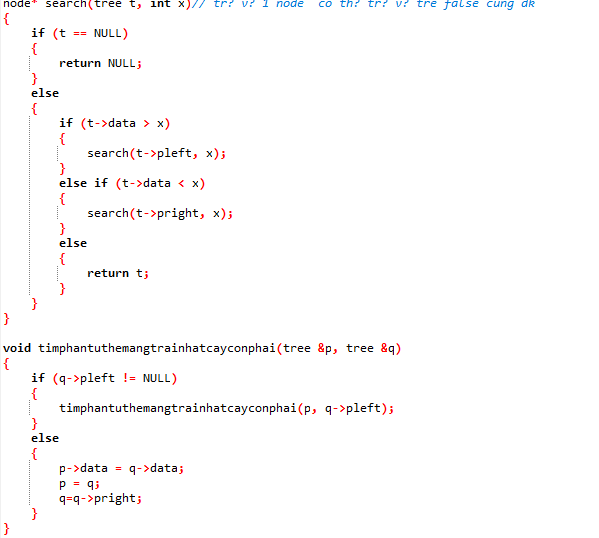 node* search(tree t, int x)// tr? v? 1 node  co th? tr? v? tre false cung dk
{
    if (t == NULL)
    {
        return NULL;
    }
    else
    {
        if (t->data > x)
        {
            search(t->pleft, x);
        }
        else if (t->data < x)
        {
            search(t->pright, x);
        }
        else
        {
            return t;
        }
    }
}

void timphantuthemangtrainhatcayconphai(tree &p, tree &q)
{
    if (q->pleft != NULL)
    {
        timphantuthemangtrainhatcayconphai(p, q->pleft);
    }
    else
    {
        p->data = q->data;
        p = q;
        q=q->pright;
    }
}